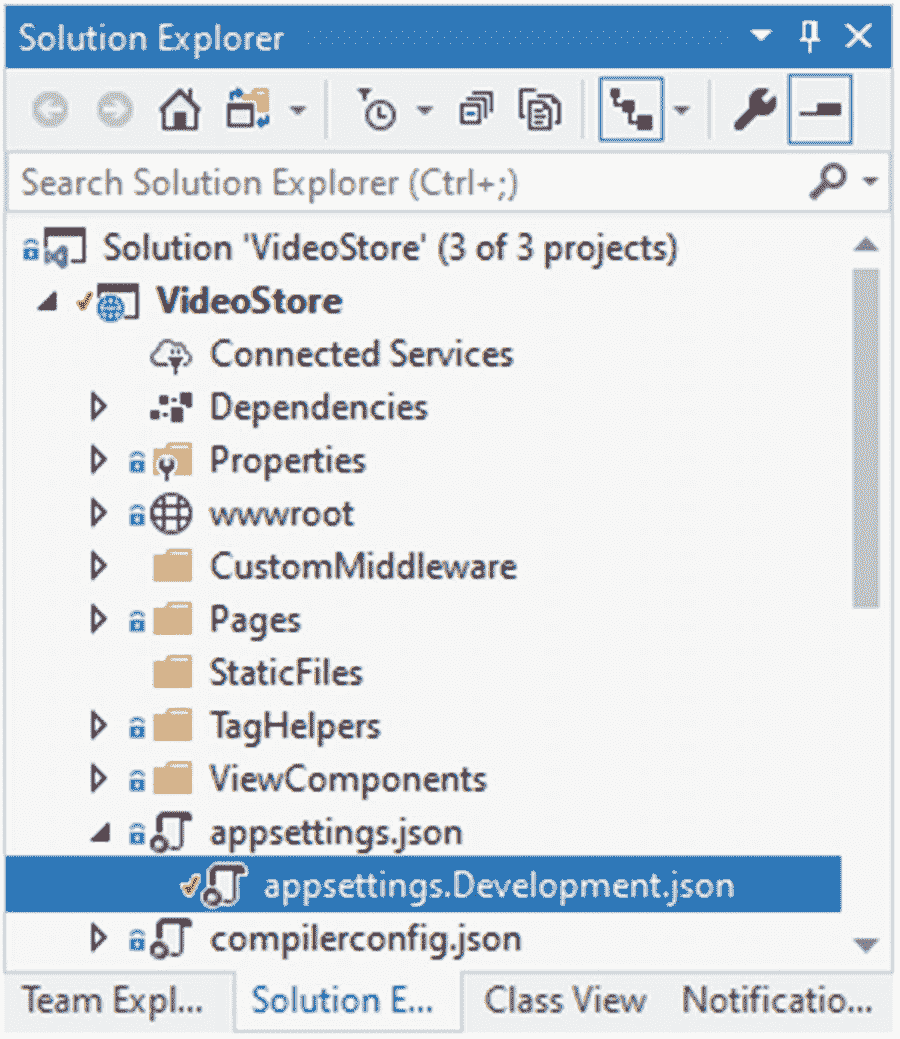 Solution Explorer
Search Solution Explorer (Ctrl+;)
Solution 'VideoStore' (3 of 3 projects)
VideoStore
Connected Services
Dependencies
Properties
wwwroot
CustomMiddleware
Pages
StaticFiles
TagHelpers
ViewComponents
appsettings.json
appsettings.Development.json
compilerconfig.json
Team Expl... Solution E... Class View Notificatio...